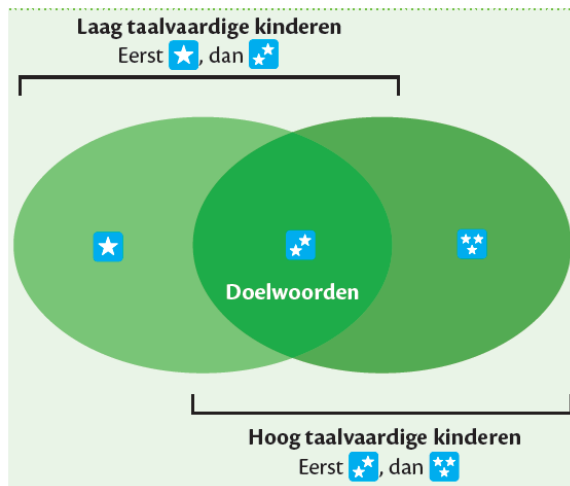 Laag taalvaardige kinderen
Eerst , dan
Doelwoorden
Hoog taalvaardige kinderen
Eerst , dan